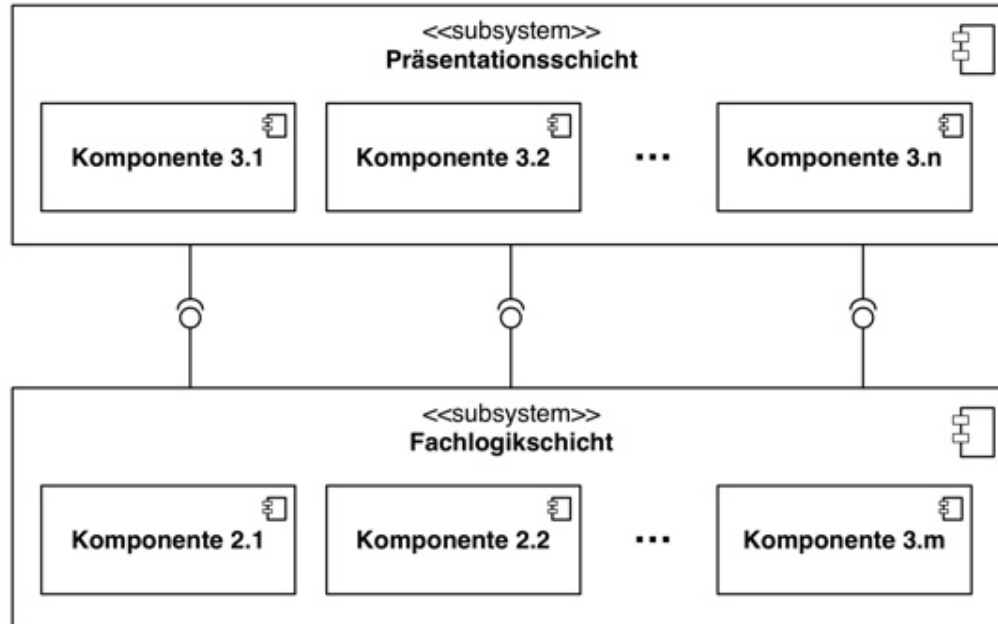 <<subsystem>>
Präsentationsschicht
Komponente 3.1
Komponente 3.2
...
Komponente 3.n
<<subsystem>>
Fachlogikschicht
Komponente 2.1
Komponente 2.2
...
Komponente 3.m